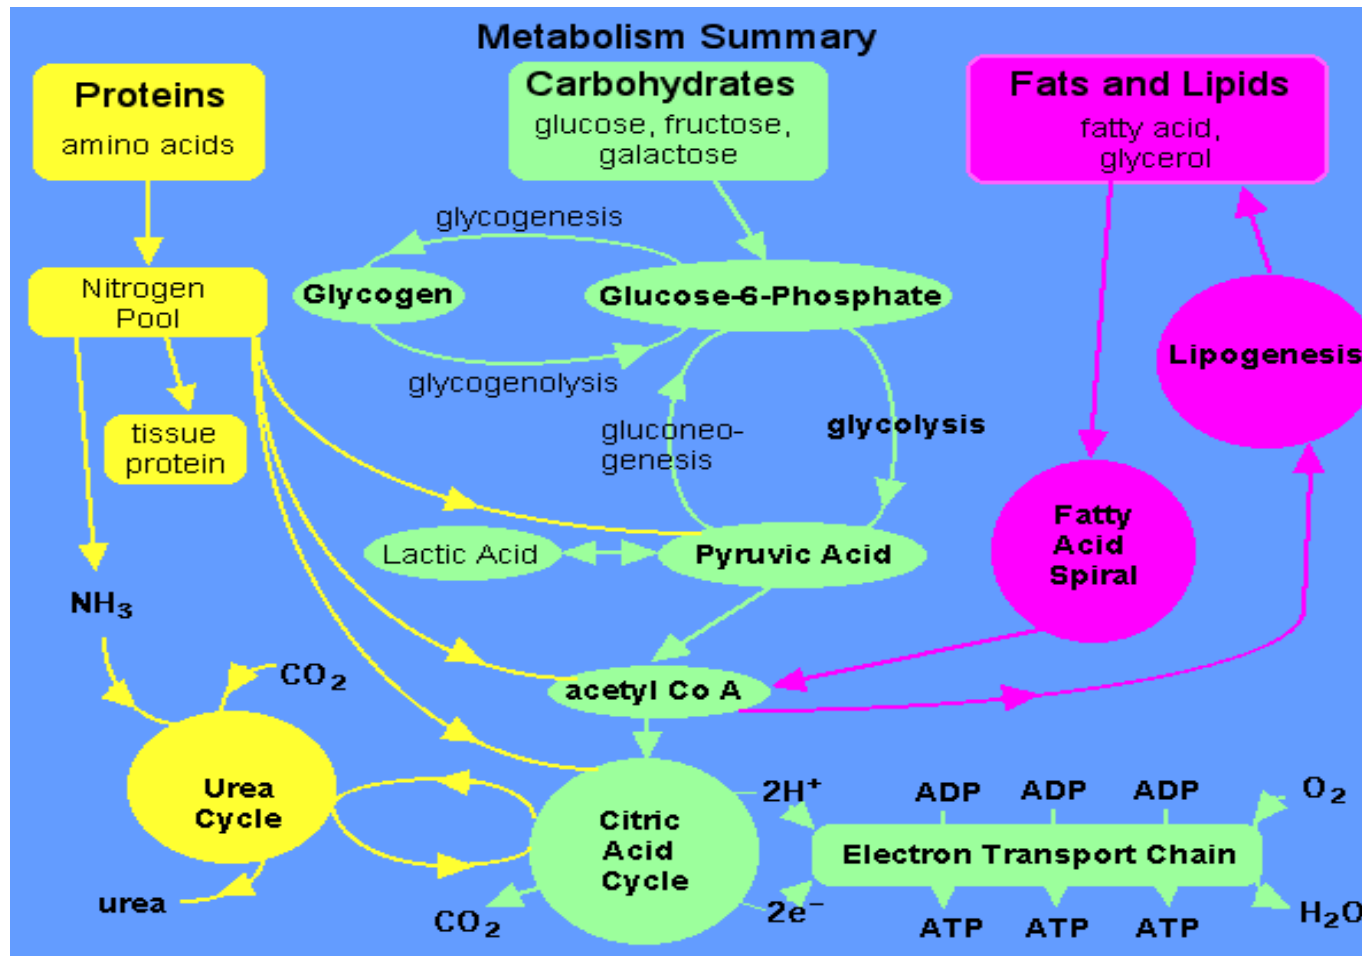 Metabolism Summary
Proteins
amino acids
Carbohydrates
glucose, fructose,
galactose
Fats and Lipids
fatty acid,
glycerol
glycogenesis
Nitrogen
Pool
Glycogen
Glucose-6-Phosphate
Lipogenesis
glycogenolysis
tissue
protein
gluconeo-
genesis
glycolysis
Fatty
Acid
Spiral
Lactic Acid
Pyruvic Acid
NH₃
CO₂
acetyl Co A
Urea
Cycle
Citric
Acid
Cycle
2H⁺
ADP
ADP
ADP
O₂
Electron Transport Chain
urea
CO₂
2e⁻
ATP
ATP
ATP
H₂O